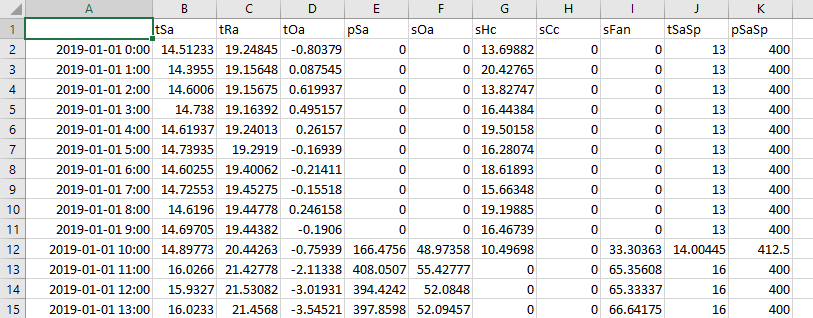 A B C D E F G H I J K
1 tSa tRa tOa pSa sOa sHc sCc sFan tSaSp pSaSp
2 2019-01-01 0:00 14.51233 19.24845 -0.80379 0 0 13.69882 0 0 13 400
3 2019-01-01 1:00 14.3955 19.15648 0.087545 0 0 20.42765 0 0 13 400
4 2019-01-01 2:00 14.6006 19.15675 0.619937 0 0 13.82747 0 0 13 400
5 2019-01-01 3:00 14.738 19.16392 0.495157 0 0 16.44384 0 0 13 400
6 2019-01-01 4:00 14.61937 19.24013 0.26157 0 0 19.50158 0 0 13 400
7 2019-01-01 5:00 14.73935 19.2919 -0.16939 0 0 16.28074 0 0 13 400
8 2019-01-01 6:00 14.60255 19.40062 -0.21411 0 0 18.61893 0 0 13 400
9 2019-01-01 7:00 14.72553 19.45275 -0.15518 0 0 15.66348 0 0 13 400
10 2019-01-01 8:00 14.6196 19.44778 0.246158 0 0 19.19885 0 0 13 400
11 2019-01-01 9:00 14.69705 19.44382 -0.1906 0 0 16.46739 0 0 13 400
12 2019-01-01 10:00 14.89773 20.44263 -0.75939 166.4756 48.97358 10.49698 0 33.30363 14.00445 412.5
13 2019-01-01 11:00 16.0266 21.42778 -2.11338 408.0507 55.42777 0 0 65.35608 16 400
14 2019-01-01 12:00 15.9327 21.53082 -3.01931 394.4242 52.0848 0 0 65.33337 16 400
15 2019-01-01 13:00 16.0233 21.4568 -3.54521 397.8598 52.09457 0 0 66.64175 16 400